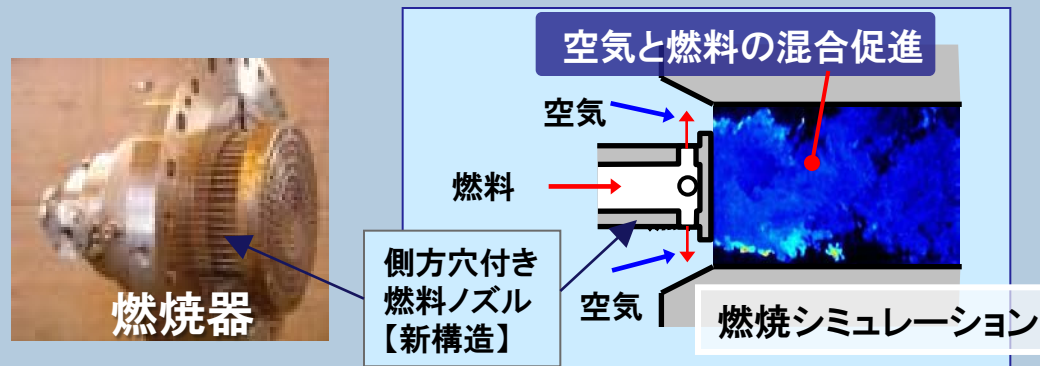 空気と燃料の混合促進
空気
燃料
側方穴付き
燃料ノズル
【新構造】
空気
燃焼器
燃焼シミュレーション